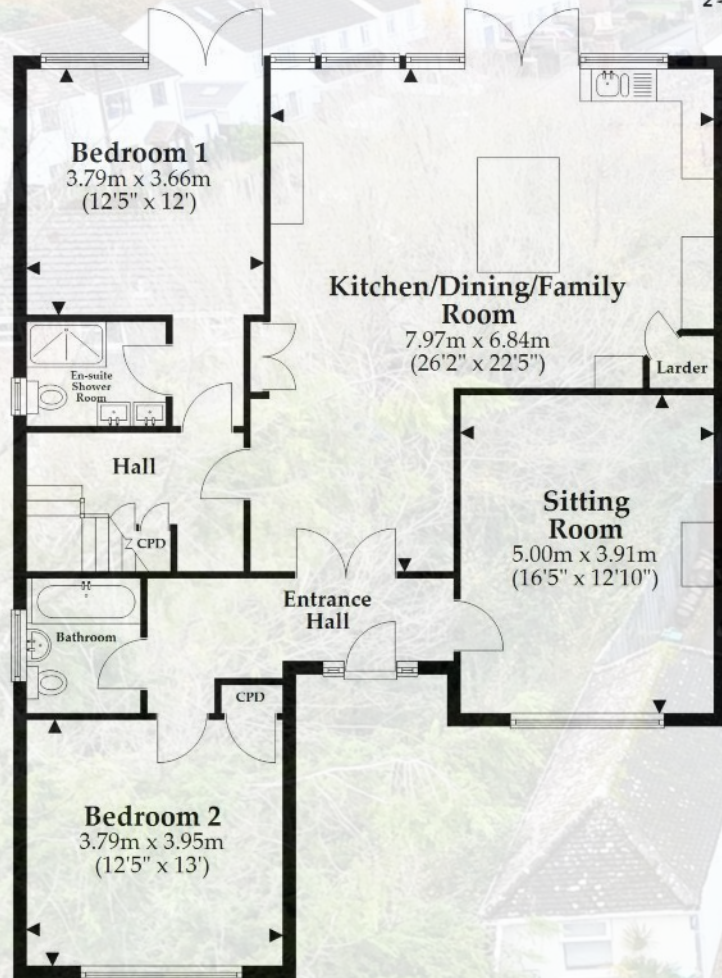 Bedroom 1
3.79m x 3.66m
(12'5" x 12')
Kitchen/Dining/Family
Room
7.97m x 6.84m
(26'2" x 22'5")
Larder
En-suite
Shower
Room
Hall
CPD
Sitting
Room
5.00m x 3.91m
(16'5" x 12'10")
Entrance
Hall
Bathroom
CPD
Bedroom 2
3.79m x 3.95m
(12'5" x 13')